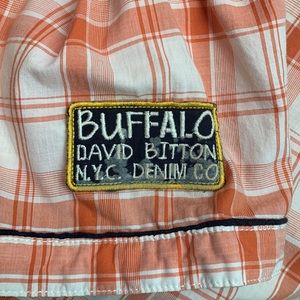 BUFFALO
DAVID BITTON
N.Y.C. DENIM CO